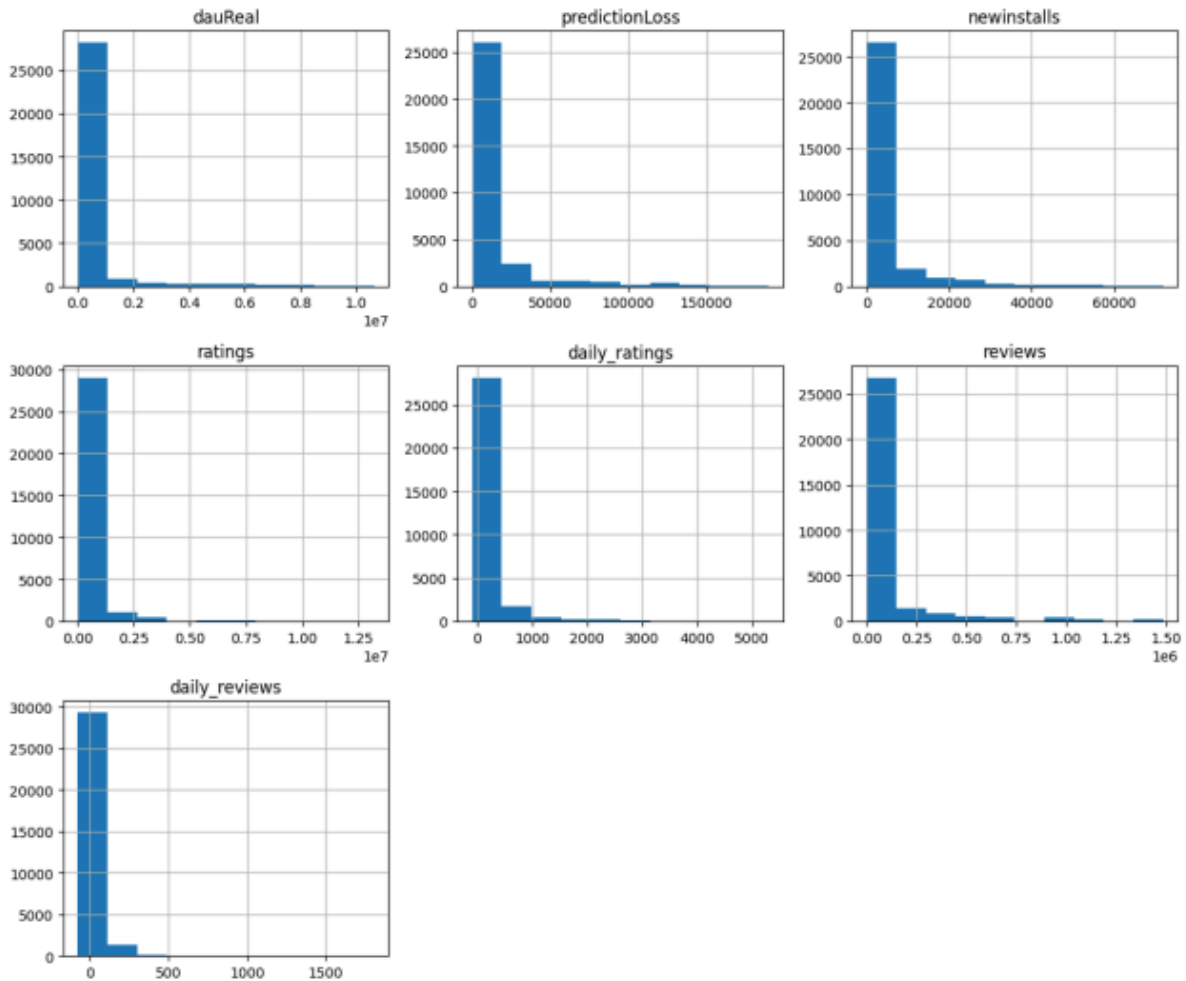 dauReal predictionLoss newinstalls
25000 25000 25000
20000 20000 20000
15000 15000 15000
10000 10000 10000
5000 5000 5000
0 0 0
0.0 0.2 0.4 0.6 0.8 1.0 0 50000 100000 150000 0 20000 40000 60000
1e7
ratings daily_ratings reviews
30000
25000 25000 25000
20000 20000 20000
15000 15000 15000
10000 10000 10000
5000 5000 5000
0 0 0
0.00 0.25 0.50 0.75 1.00 1.25 0 1000 2000 3000 4000 5000 0.00 0.25 0.50 0.75 1.00 1.25 1.50
1e7 1e6
daily_reviews
30000
25000
20000
15000
10000
5000
0
0 500 1000 1500